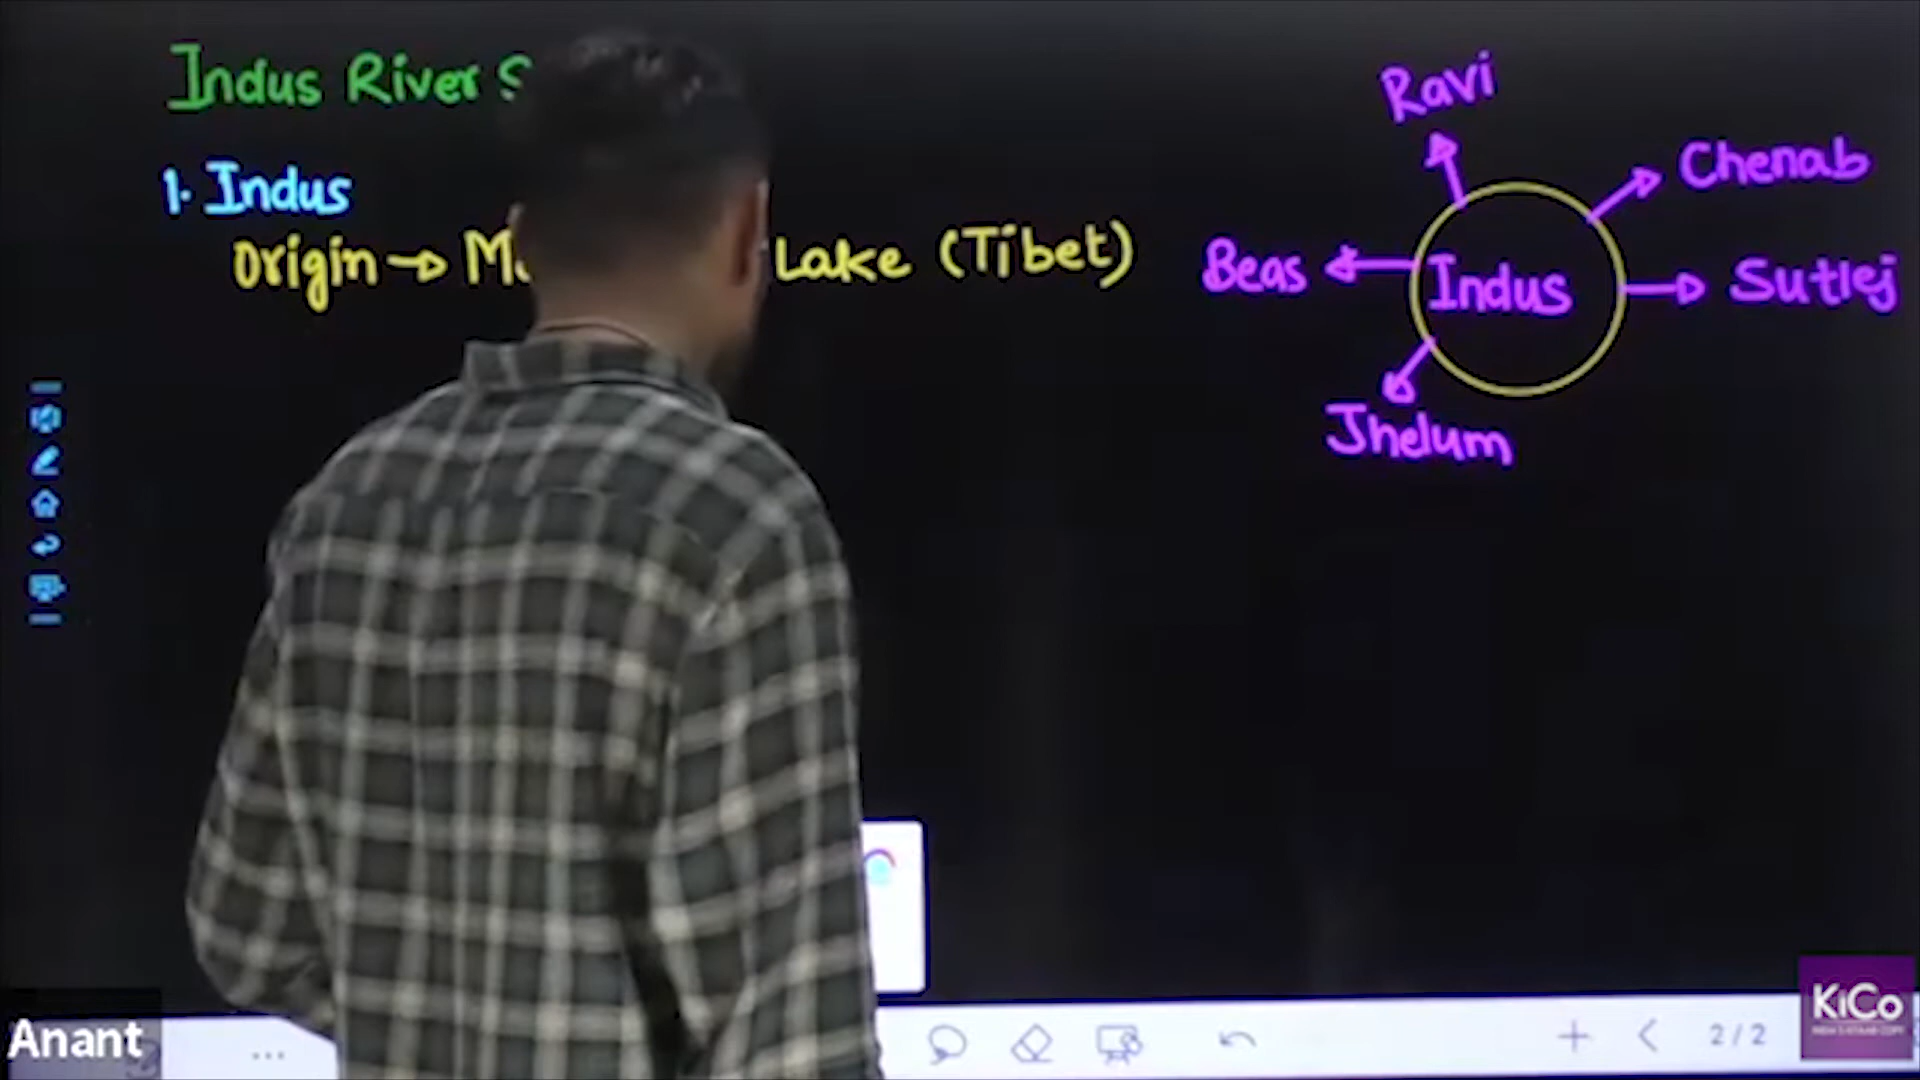 Indus River S
1. Indus
Origin → M Lake (Tibet)
Ravi
Chenab
Beas
Indus
Sutlej
Jhelum
Anant
2/2
KiCo